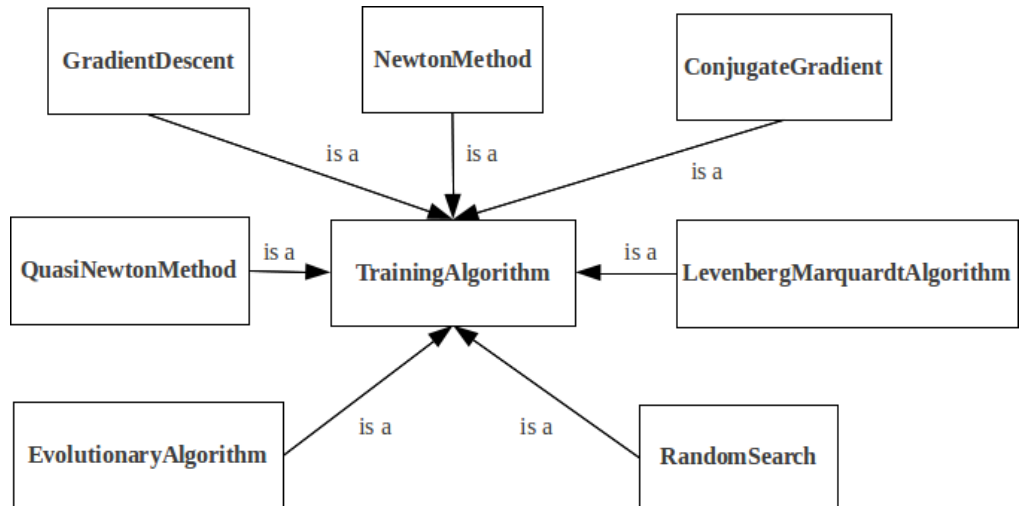 GradientDescent
NewtonMethod
ConjugateGradient
is a
is a
is a
QuasiNewtonMethod
is a
TrainingAlgorithm
is a
LevenbergMarquardtAlgorithm
is a
is a
EvolutionaryAlgorithm
RandomSearch